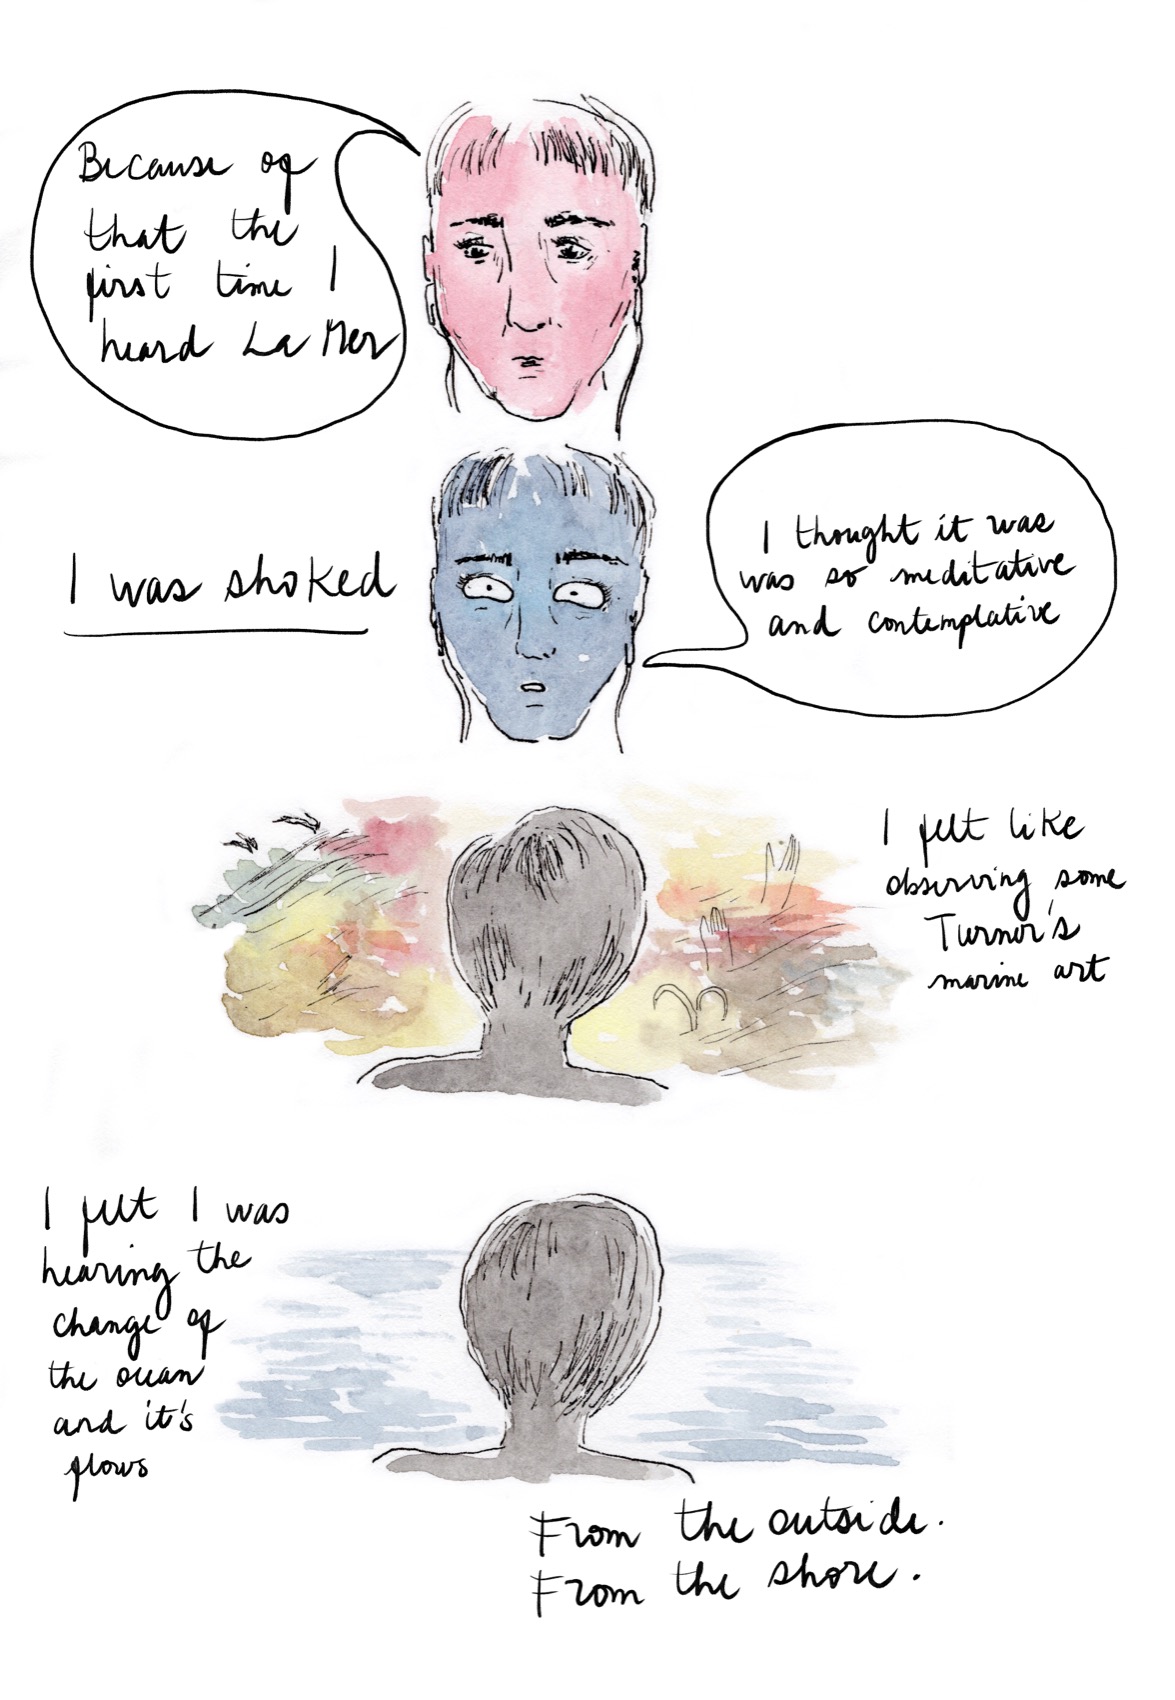 Because of
that the
first time I
heard La Mer
I was shoked
I thought it was
was so meditative
and contemplative
I felt like
observing some
Turner's
marine art
I felt I was
hearing the
change of
the ocean
and it's
flows
From the outside.
From the shore.